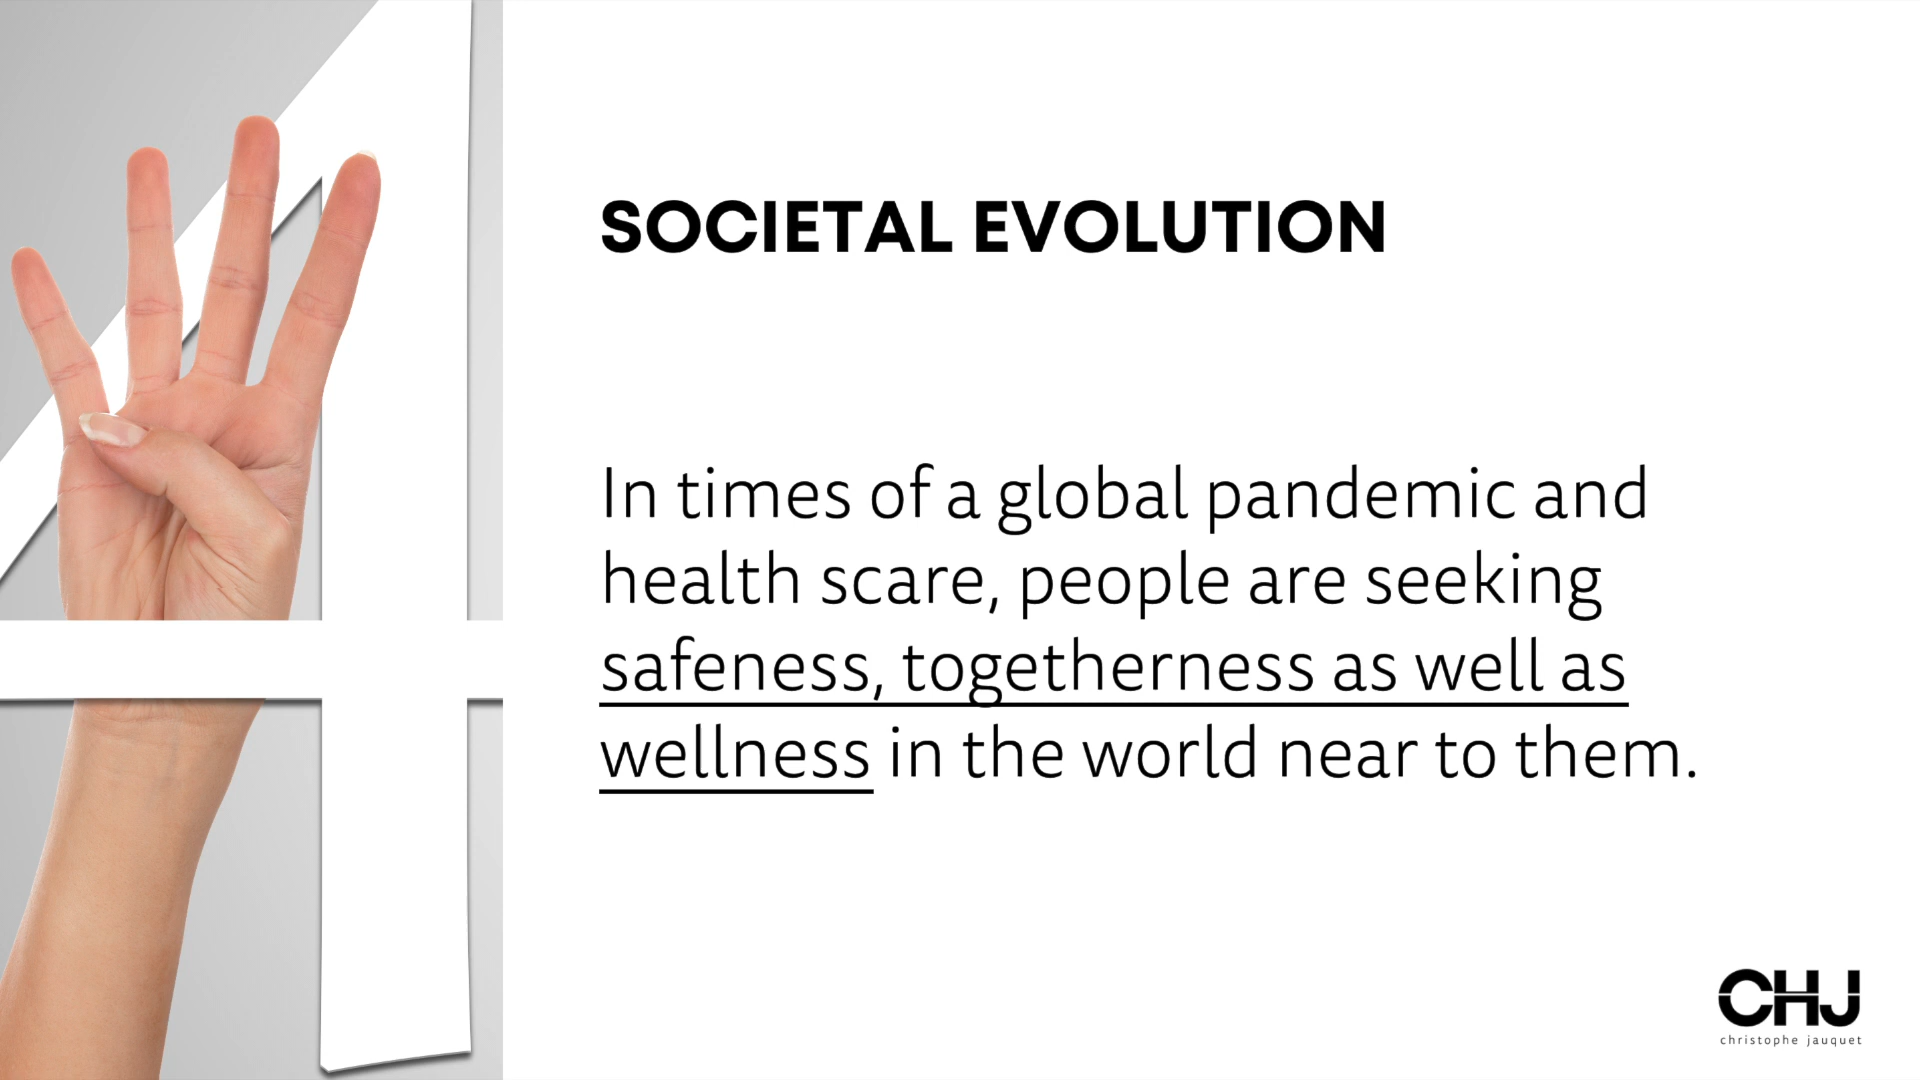 SOCIETAL EVOLUTION
In times of a global pandemic and
health scare, people are seeking
safeness, togetherness as well as
wellness in the world near to them.
4
CHJ
christophe jauquet